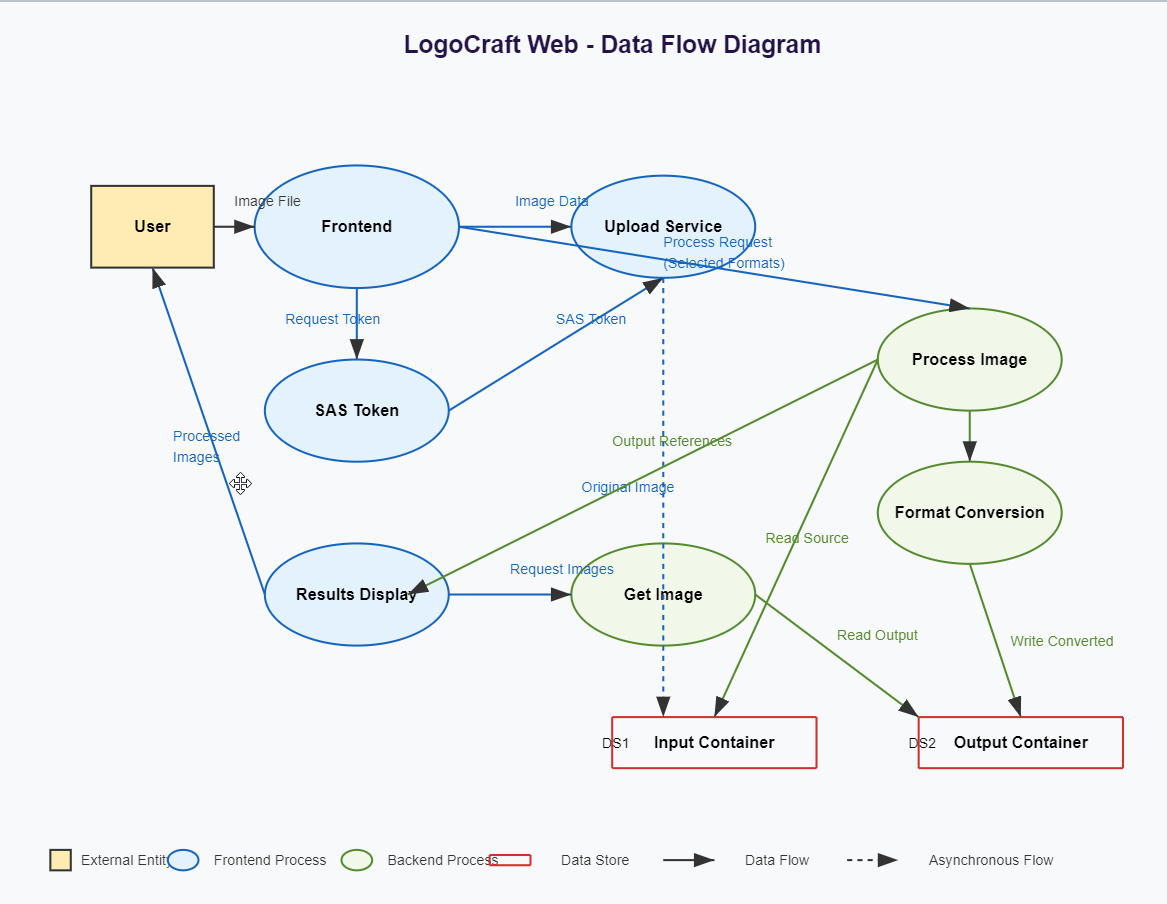 LogoCraft Web - Data Flow Diagram
Image File
Image Data
User
Frontend
Upload Service
Process Request
(Selected Formats)
Request Token
SAS Token
Process Image
SAS Token
Processed
Images
Output References
Original Image
Format Conversion
Read Source
Request Images
Results Display
Get Image
Read Output
Write Converted
DS1
Input Container
DS2
Output Container
External Entity
Frontend Process
Backend Process
Data Store
Data Flow
Asynchronous Flow